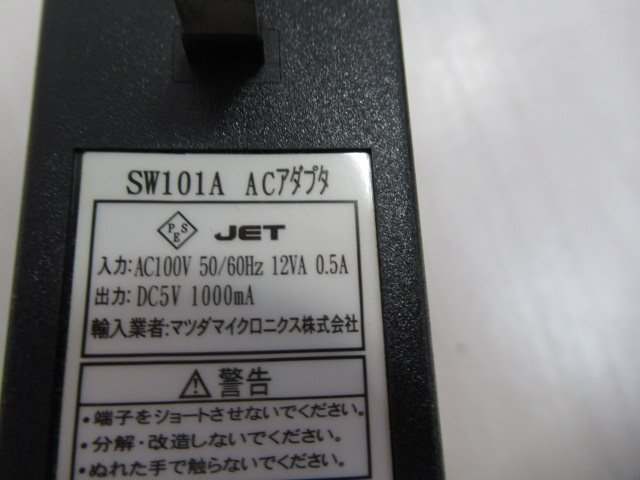 SW101A ACアダプタ
PSE JET
入力:AC100V 50/60Hz 12VA 0.5A
出力:DC5V 1000mA
輸入業者:マツダマイクロニクス株式会社
警告
・端子をショートさせないでください。
・分解・改造しないでください。
・ぬれた手で触らないでください。